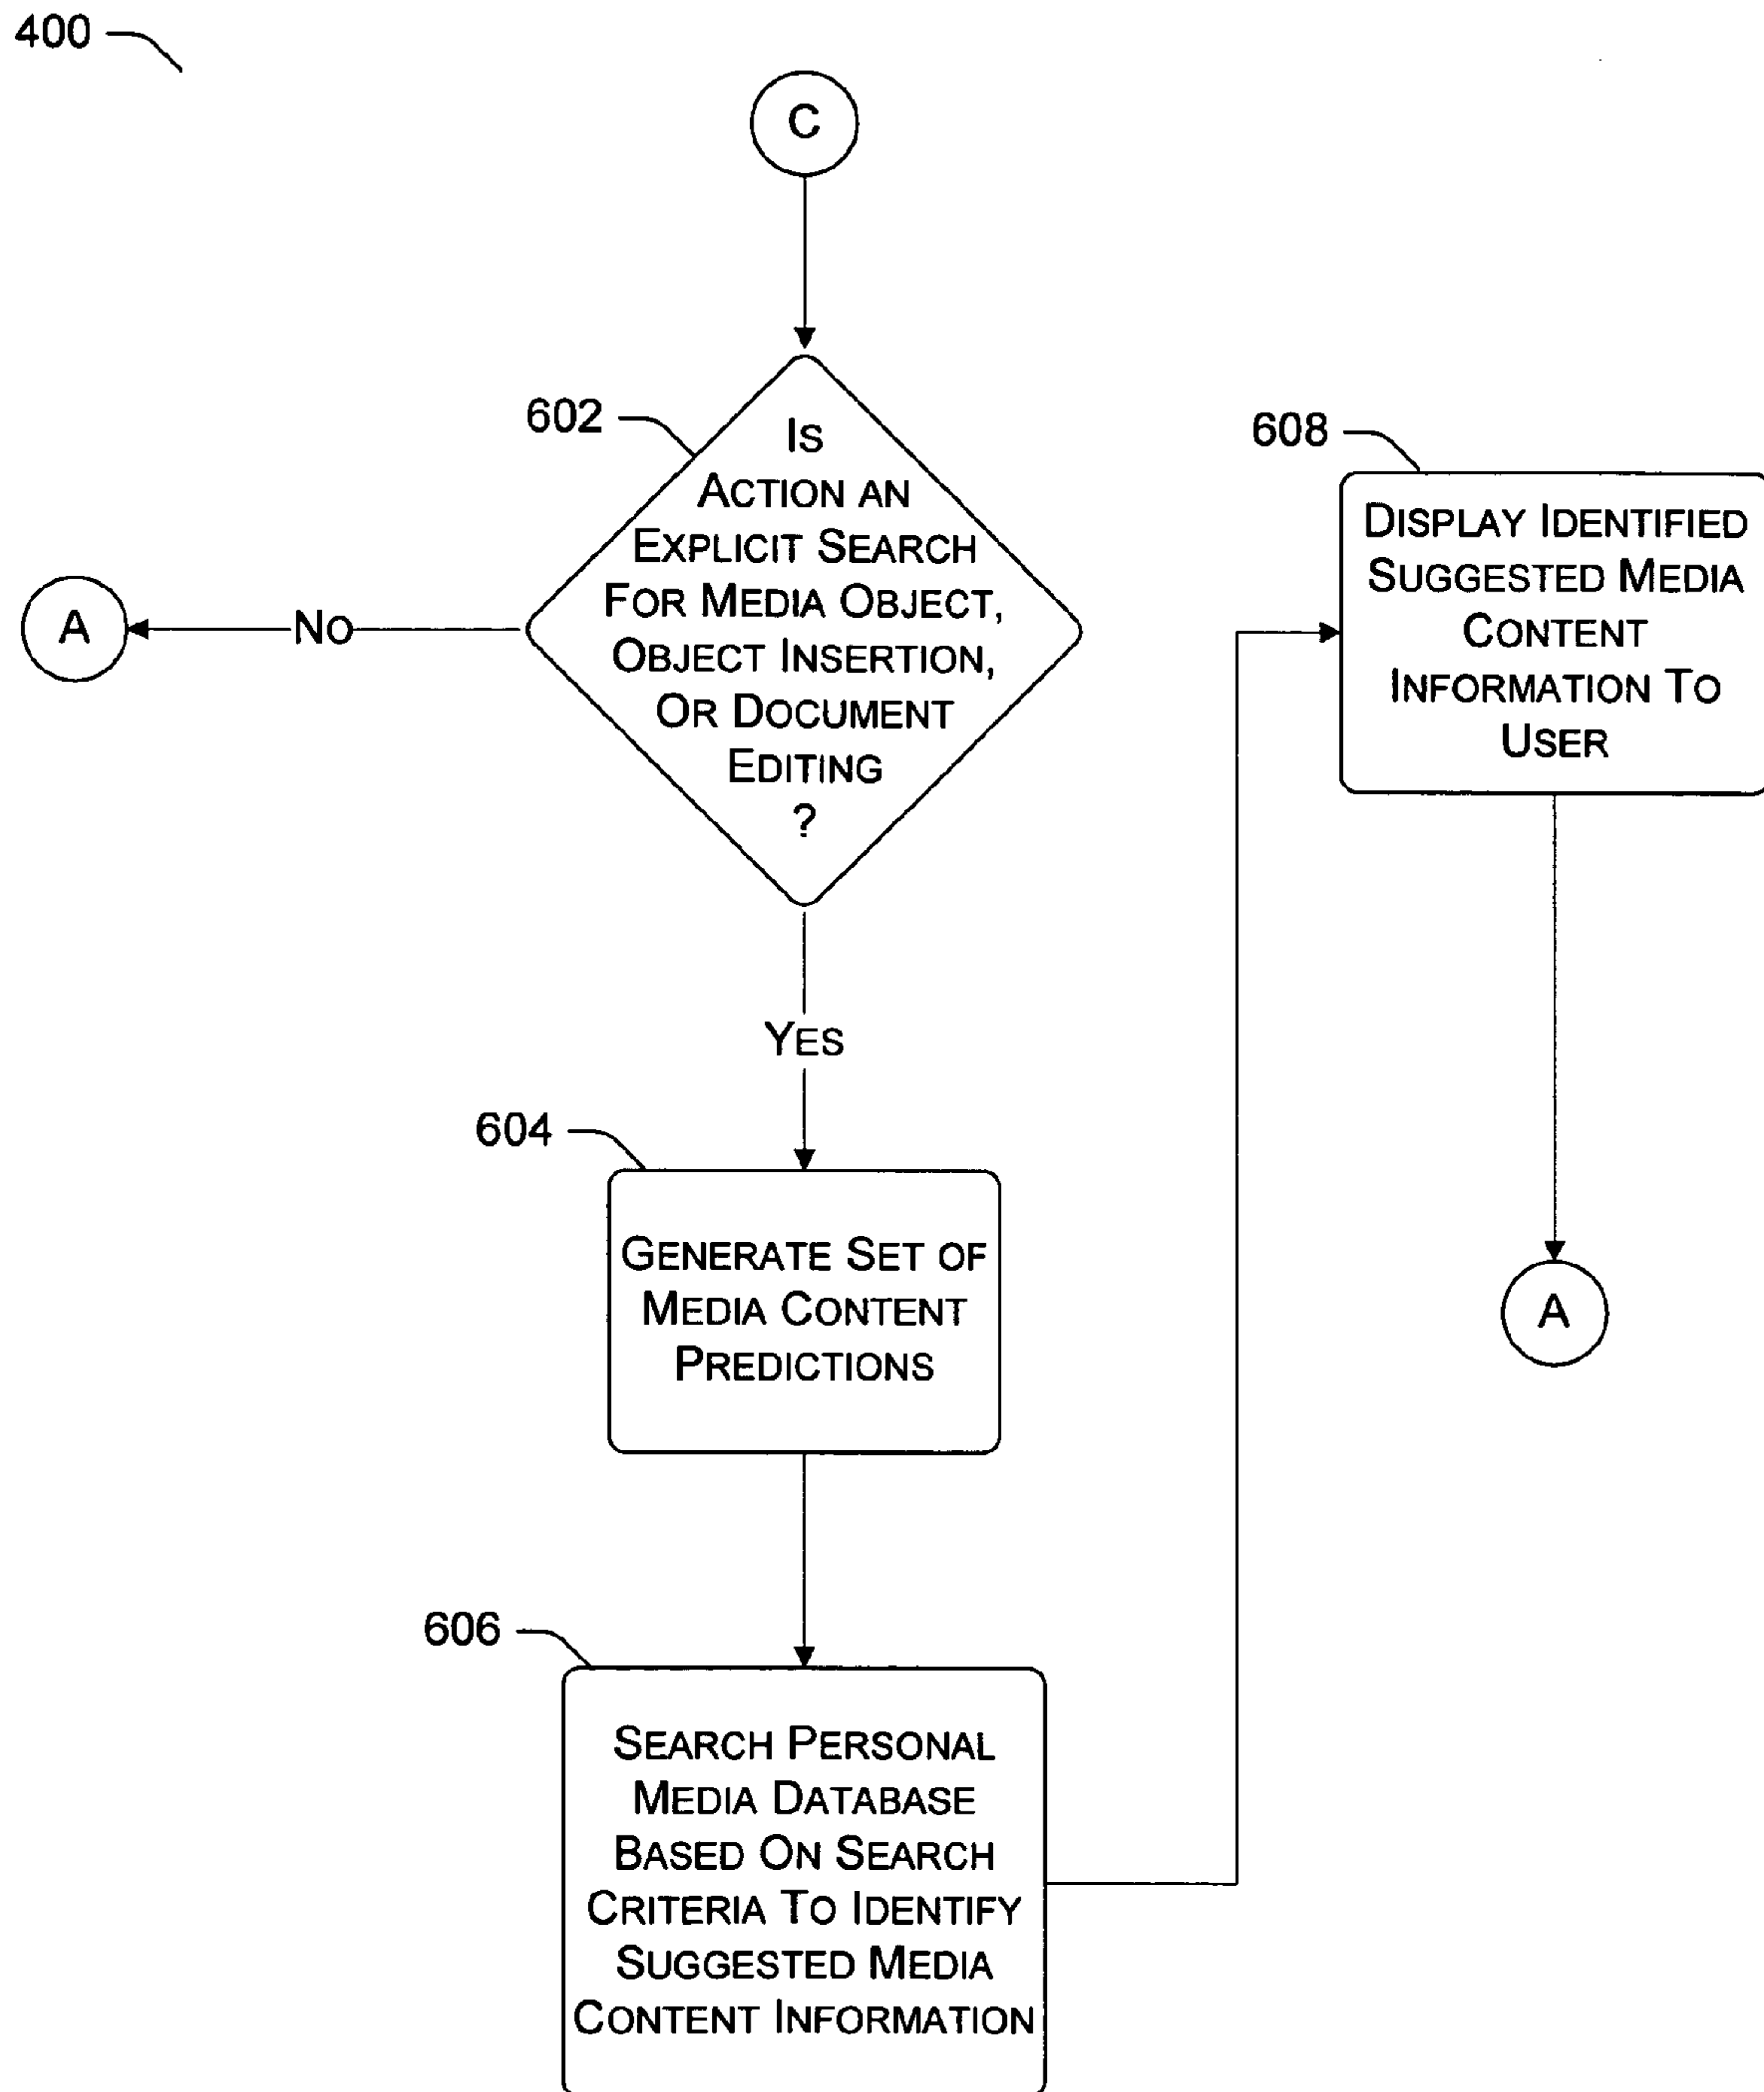 400
C
602
IS
ACTION AN
EXPLICIT SEARCH
FOR MEDIA OBJECT,
OBJECT INSERTION,
OR DOCUMENT
EDITING
?
A
NO
YES
604
GENERATE SET OF
MEDIA CONTENT
PREDICTIONS
606
SEARCH PERSONAL
MEDIA DATABASE
BASED ON SEARCH
CRITERIA TO IDENTIFY
SUGGESTED MEDIA
CONTENT INFORMATION
608
DISPLAY IDENTIFIED
SUGGESTED MEDIA
CONTENT
INFORMATION TO
USER
A